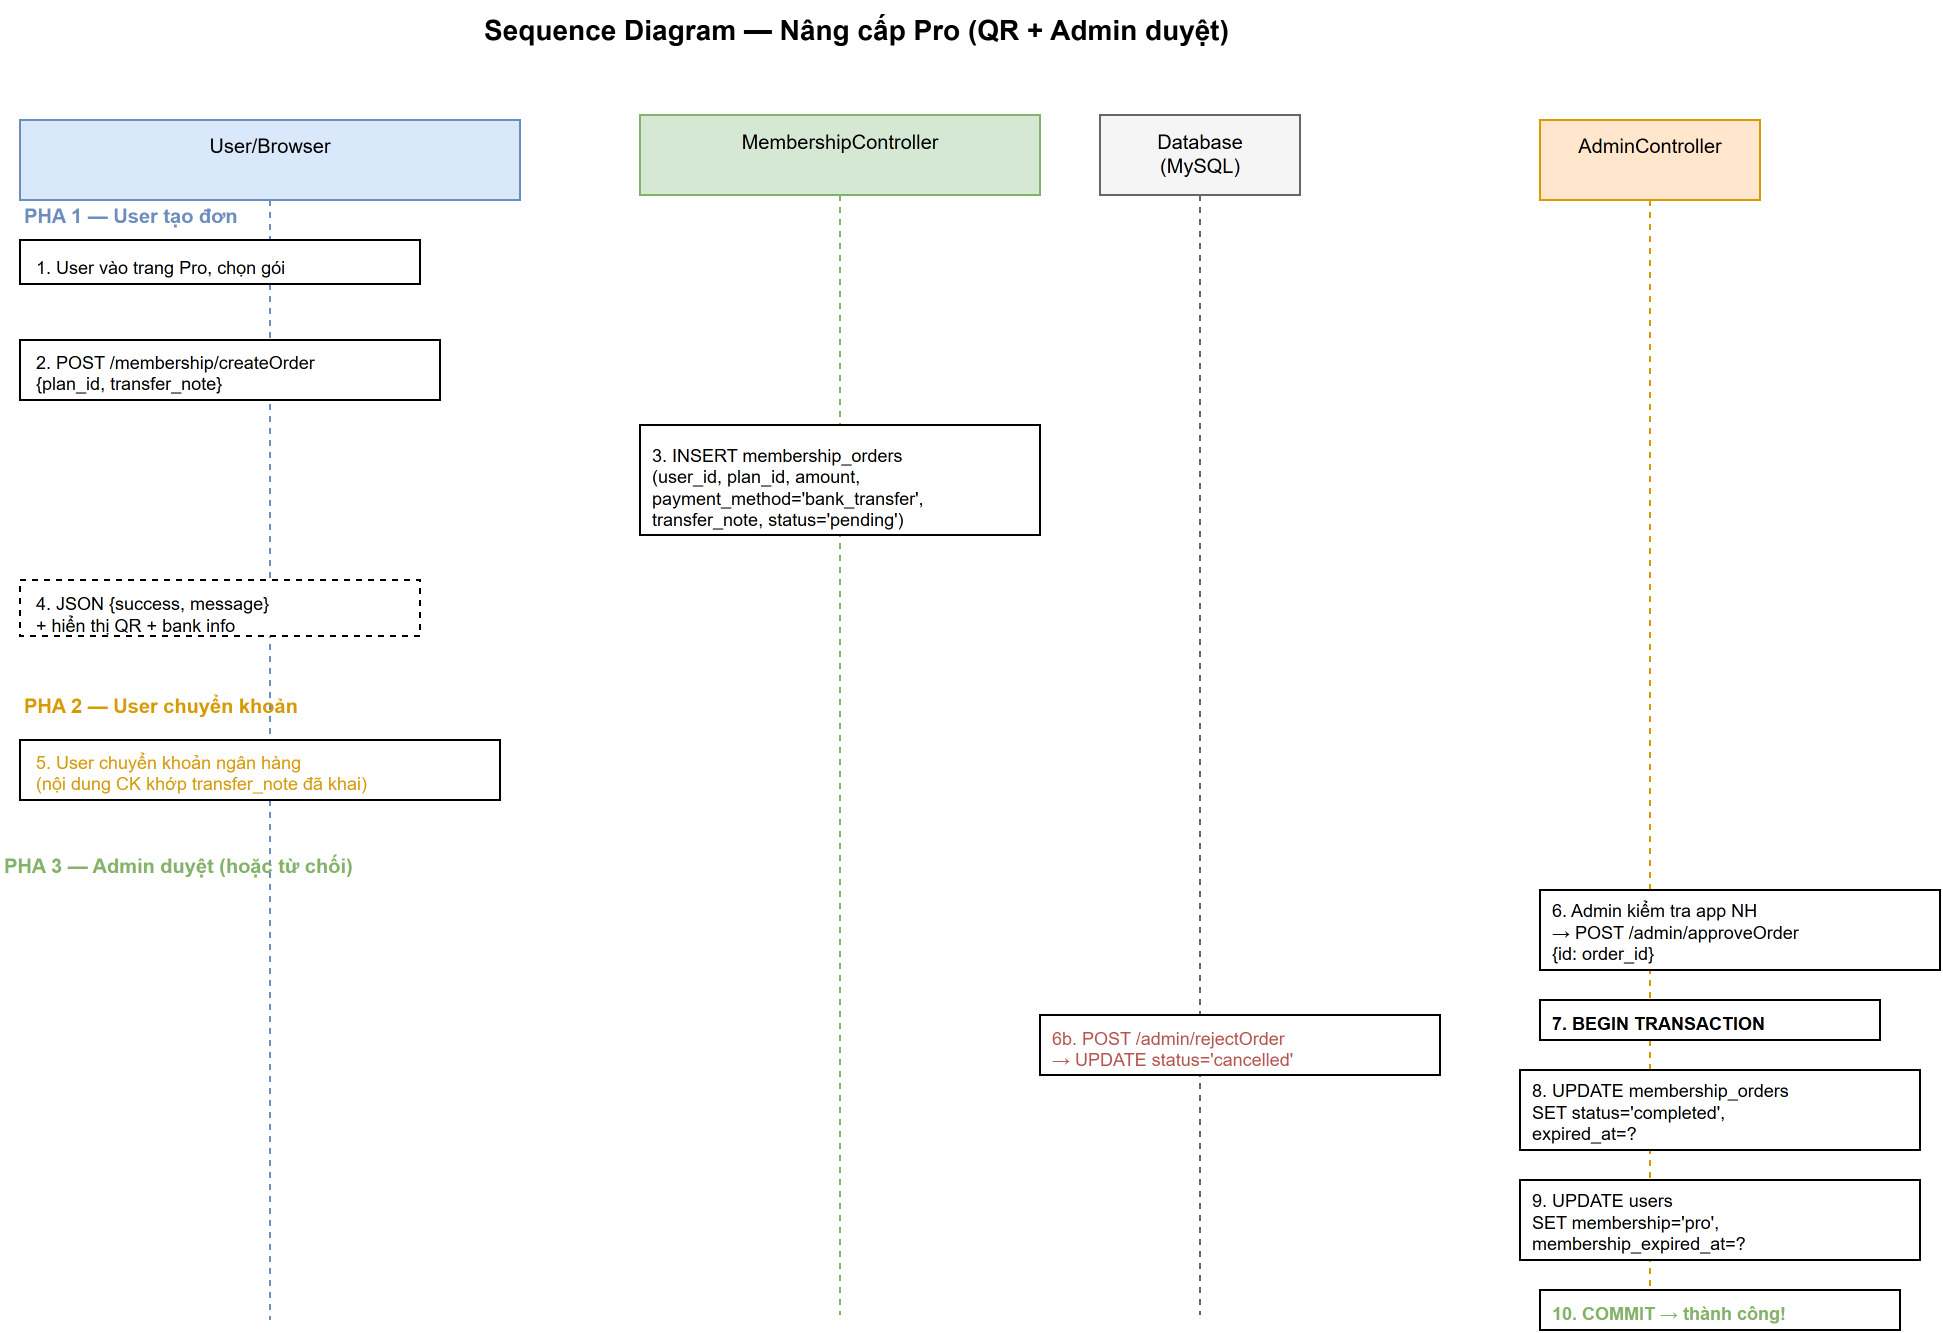 Sequence Diagram — Nâng cấp Pro (QR + Admin duyệt)
User/Browser
MembershipController
Database
(MySQL)
AdminController
PHA 1 — User tạo đơn
1. User vào trang Pro, chọn gói
2. POST /membership/createOrder
{plan_id, transfer_note}
3. INSERT membership_orders
(user_id, plan_id, amount,
payment_method='bank_transfer',
transfer_note, status='pending')
4. JSON {success, message}
+ hiển thị QR + bank info
PHA 2 — User chuyển khoản
5. User chuyển khoản ngân hàng
(nội dung CK khớp transfer_note đã khai)
PHA 3 — Admin duyệt (hoặc từ chối)
6. Admin kiểm tra app NH
→ POST /admin/approveOrder
{id: order_id}
7. BEGIN TRANSACTION
6b. POST /admin/rejectOrder
→ UPDATE status='cancelled'
8. UPDATE membership_orders
SET status='completed',
expired_at=?
9. UPDATE users
SET membership='pro',
membership_expired_at=?
10. COMMIT → thành công!